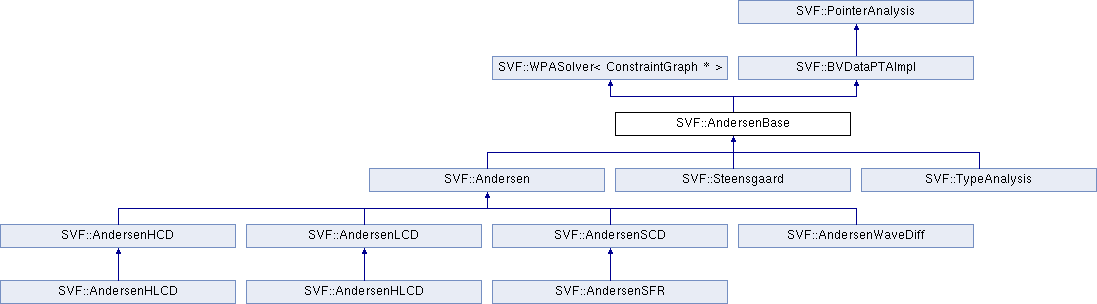 SVF::PointerAnalysis
SVF::WPASolver< ConstraintGraph * >
SVF::BVDataPTAImpl
SVF::AndersenBase
SVF::Andersen
SVF::Steensgaard
SVF::TypeAnalysis
SVF::AndersenHCD
SVF::AndersenLCD
SVF::AndersenSCD
SVF::AndersenWaveDiff
SVF::AndersenHLCD
SVF::AndersenHLCD
SVF::AndersenSFR